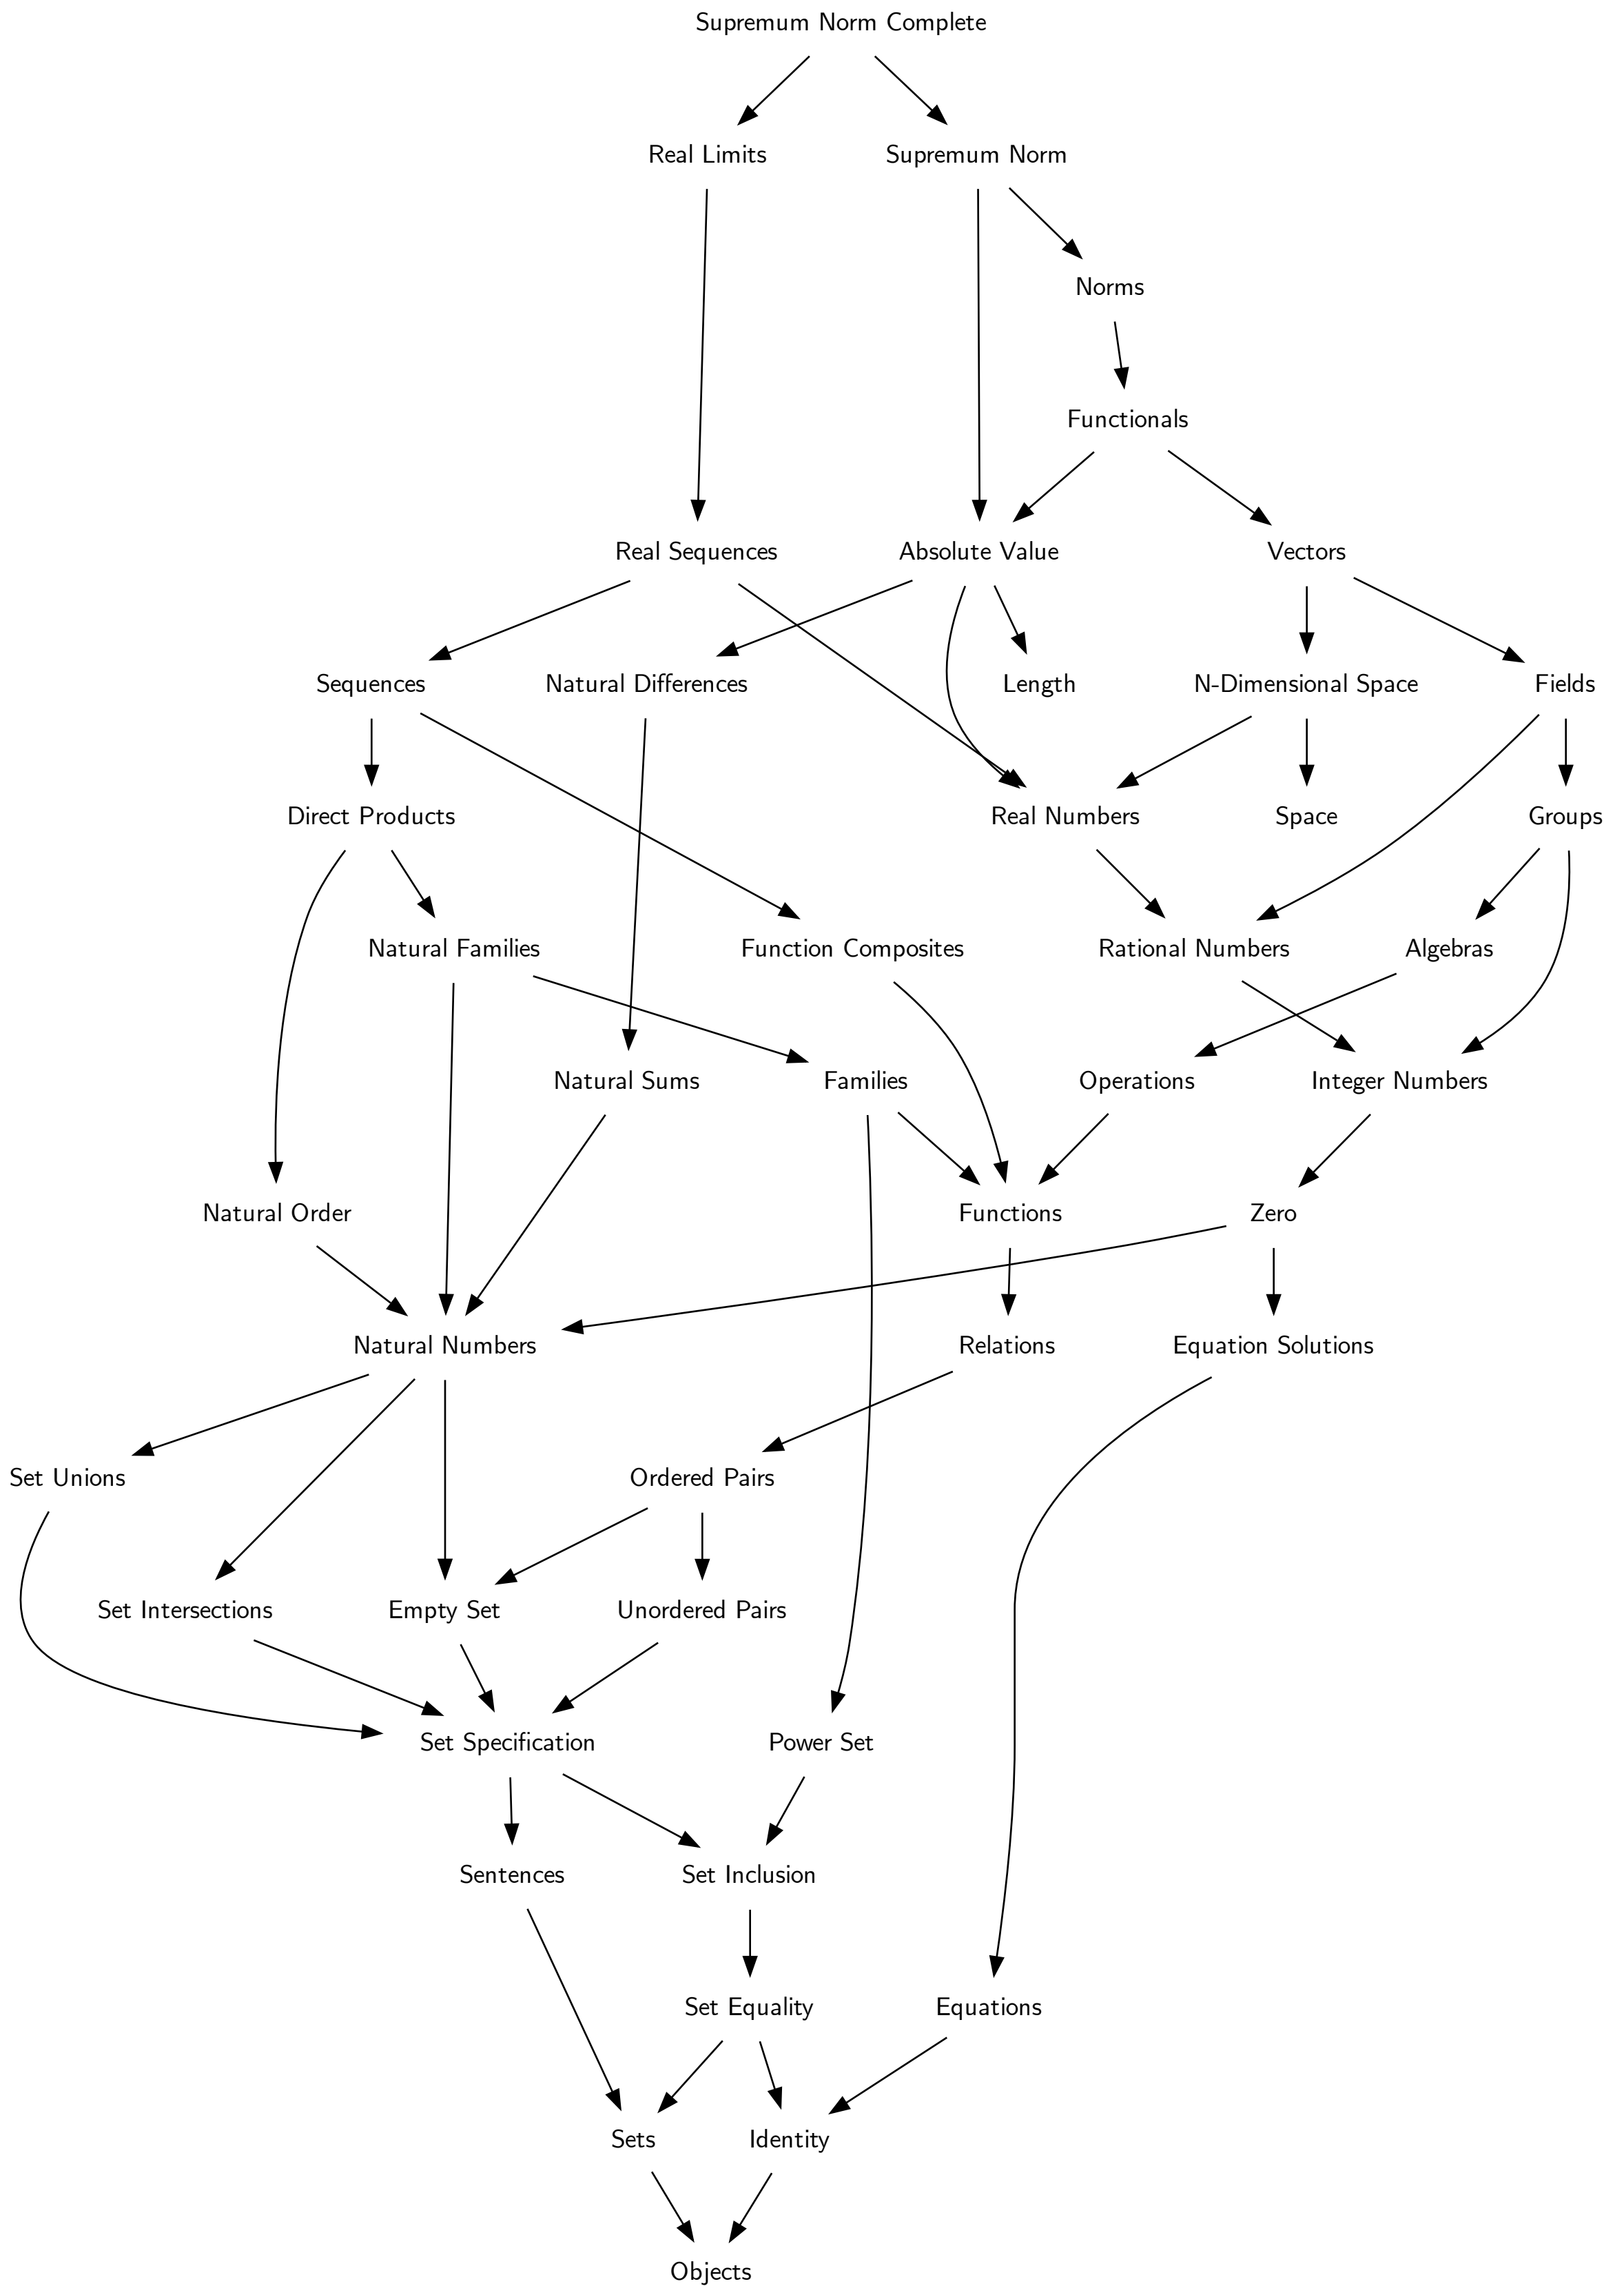 Supremum Norm Complete
Real Limits
Supremum Norm
Norms
Functionals
Real Sequences
Absolute Value
Vectors
Sequences
Natural Differences
Length
N-Dimensional Space
Fields
Direct Products
Real Numbers
Space
Groups
Natural Families
Function Composites
Rational Numbers
Algebras
Natural Sums
Families
Operations
Integer Numbers
Natural Order
Functions
Zero
Natural Numbers
Relations
Equation Solutions
Set Unions
Ordered Pairs
Set Intersections
Empty Set
Unordered Pairs
Set Specification
Power Set
Sentences
Set Inclusion
Set Equality
Equations
Sets
Identity
Objects